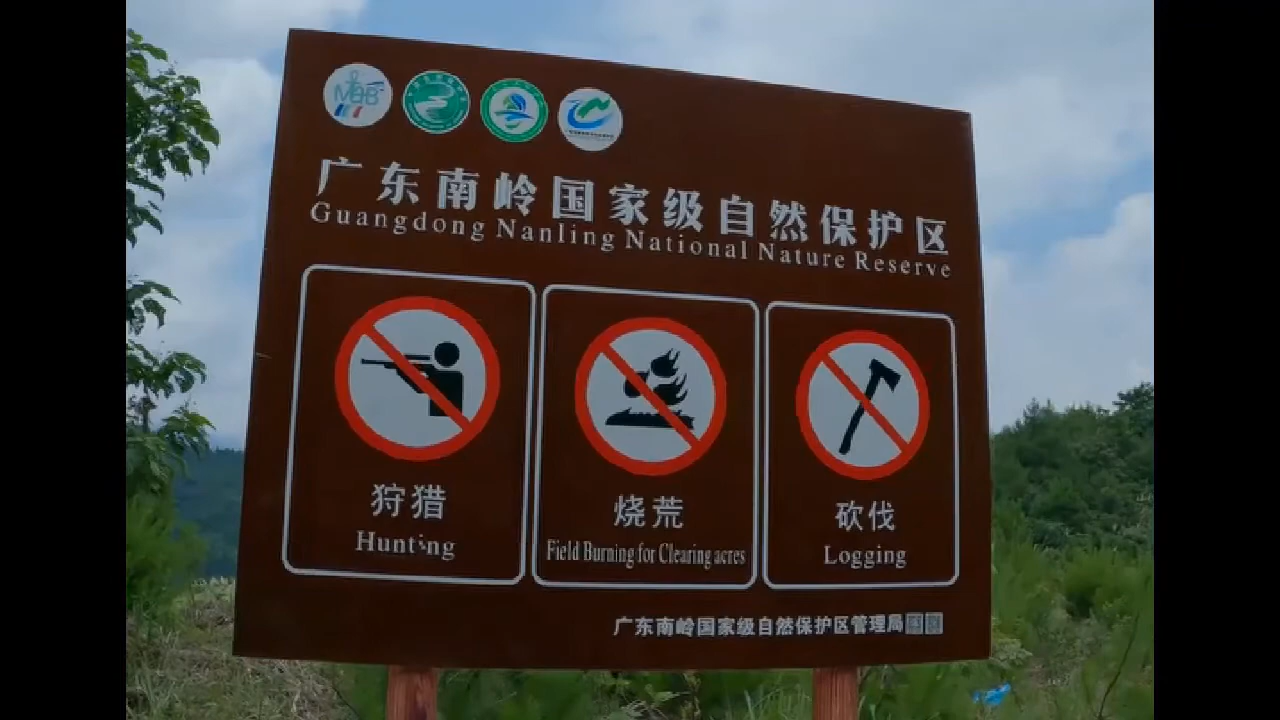 MaB
广东南岭国家级自然保护区
Guangdong Nanling National Nature Reserve
狩猎
Hunting
烧荒
Field Burning for Clearing acres
砍伐
Logging
广东南岭国家级自然保护区管理局